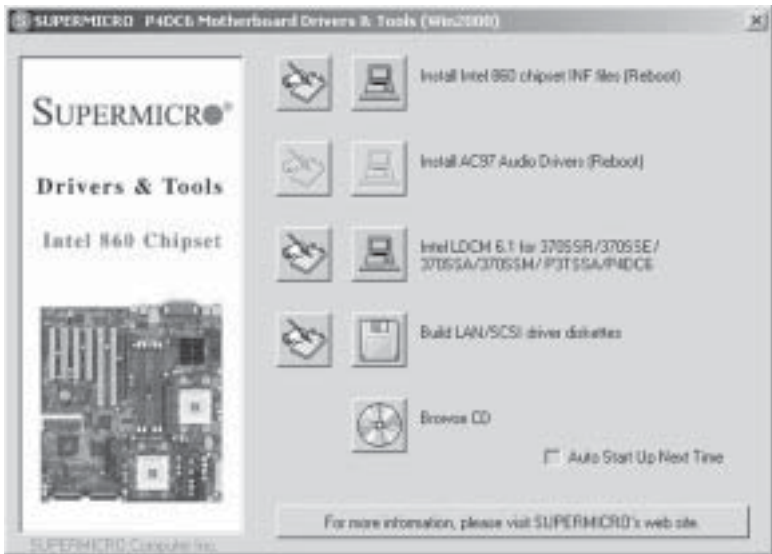 SUPERMICRO P4DC6 Motherboard Drivers & Tools (Win2000)
SUPERMICRO®
Drivers & Tools
Intel 860 Chipset
SUPERMICRO Computer Inc.
Install Intel 860 chipset INF files (Reboot)
Install AC97 Audio Drivers (Reboot)
Intel LDCM 6.1 for 370SSR/370SSE/
370SSA/370SSM/ P3TSSA/P4DC6
Build LAN/SCSI driver diskettes
Browse CD
Auto Start Up Next Time
For more information, please visit SUPERMICRO's web site.